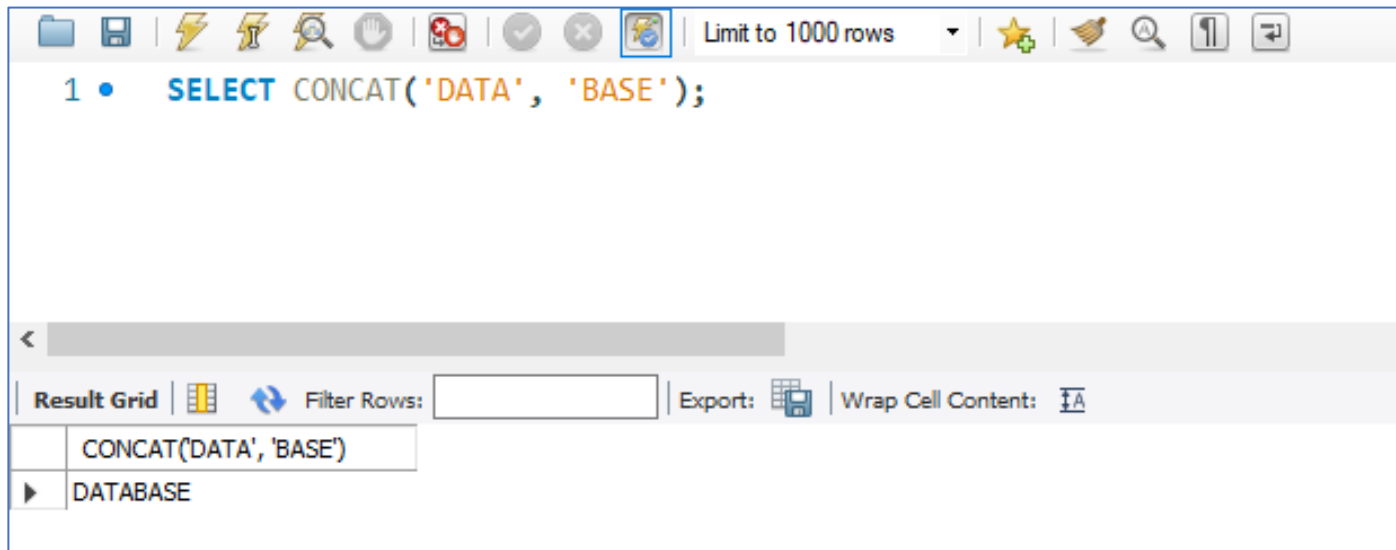 Limit to 1000 rows
1 SELECT CONCAT('DATA', 'BASE');
Result Grid Filter Rows: Export: Wrap Cell Content: IA
CONCAT('DATA', 'BASE')
DATABASE